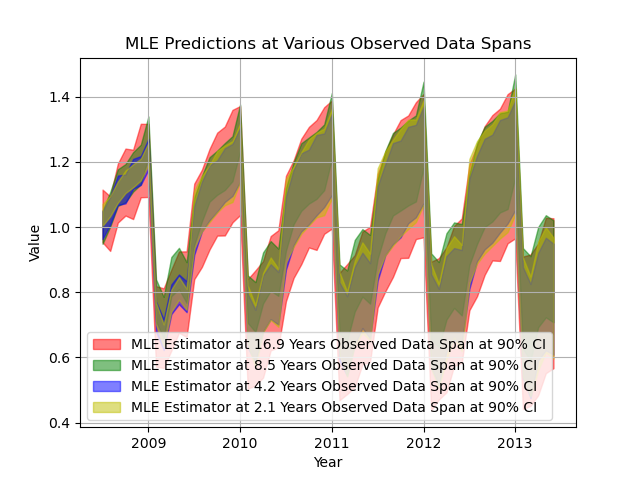 MLE Predictions at Various Observed Data Spans
1.4
1.2
1.0
0.8
0.6
0.4
Value
MLE Estimator at 16.9 Years Observed Data Span at 90% CI
MLE Estimator at 8.5 Years Observed Data Span at 90% CI
MLE Estimator at 4.2 Years Observed Data Span at 90% CI
MLE Estimator at 2.1 Years Observed Data Span at 90% CI
2009 2010 2011 2012 2013
Year